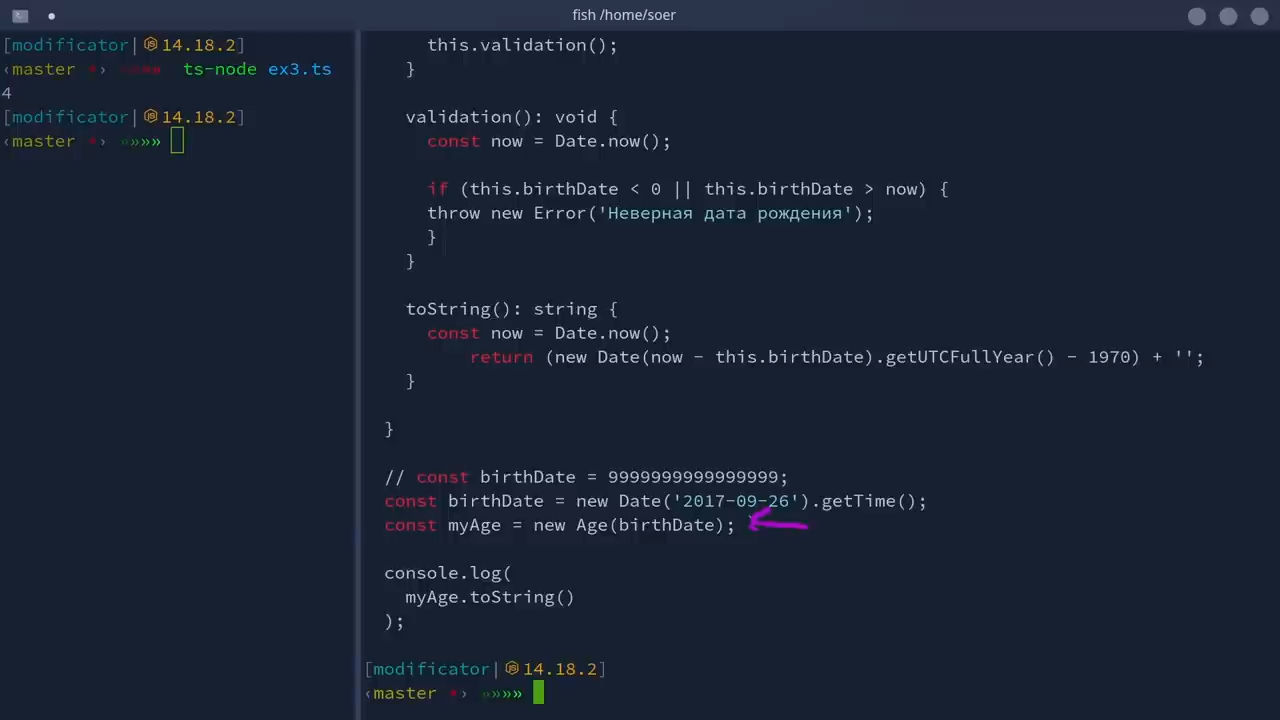 fish /home/soer
[modificator|14.18.2]
‹master •› »»»» ts-node ex3.ts
4
[modificator|14.18.2]
‹master •› »»»»
this.validation();
}
validation(): void {
const now = Date.now();
if (this.birthDate < 0 || this.birthDate > now) {
throw new Error('Неверная дата рождения');
}
}
toString(): string {
const now = Date.now();
return (new Date(now - this.birthDate).getUTCFullYear() - 1970) + '';
}
}
// const birthDate = 9999999999999999;
const birthDate = new Date('2017-09-26').getTime();
const myAge = new Age(birthDate);
console.log(
myAge.toString()
);
[modificator|14.18.2]
‹master •› »»»»